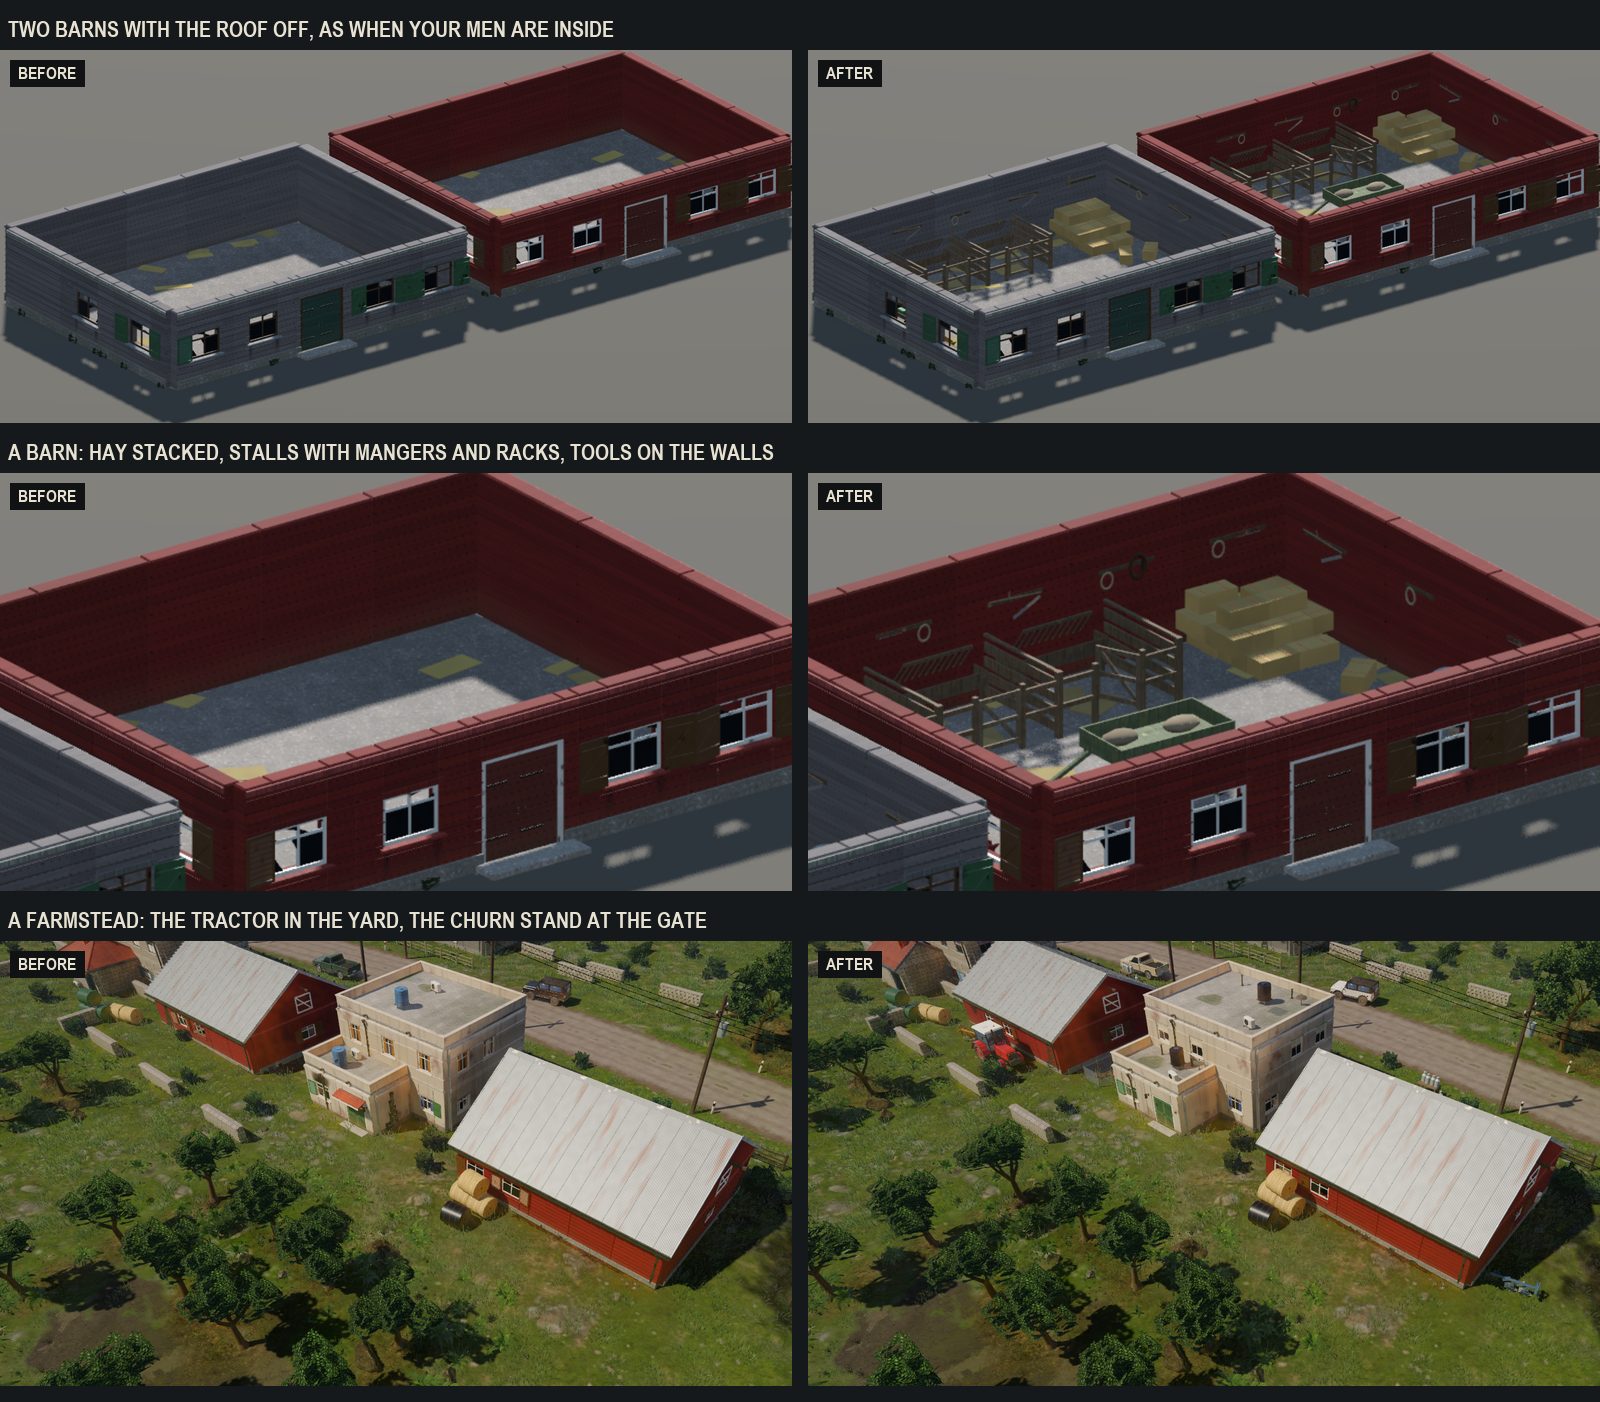 TWO BARNS WITH THE ROOF OFF, AS WHEN YOUR MEN ARE INSIDE
BEFORE
AFTER
A BARN: HAY STACKED, STALLS WITH MANGERS AND RACKS, TOOLS ON THE WALLS
BEFORE
AFTER
A FARMSTEAD: THE TRACTOR IN THE YARD, THE CHURN STAND AT THE GATE
BEFORE
AFTER